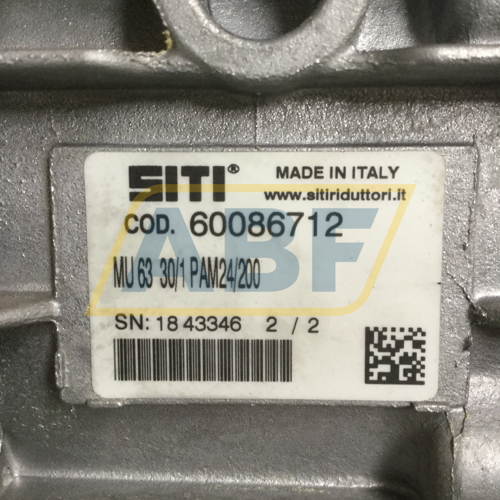 SITI® MADE IN ITALY
www.sitiriduttori.it
COD. 60086712
MU 63 30/1 PAM24/200
SN: 18 43346 2 / 2
ABF